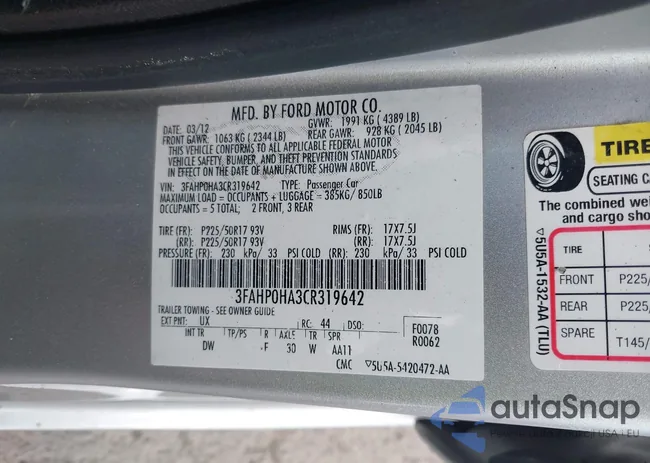 MFD. BY FORD MOTOR CO.
03/12 GVWR: 1991 KG ( 4389 LB)
FRONT GAWR: 1063 KG ( 2344 LB) REAR GAWR: 928 KG ( 2045 LB)
THIS VEHICLE CONFORMS TO ALL APPLICABLE FEDERAL MOTOR
VEHICLE SAFETY, BUMPER, AND THEFT PREVENTION STANDARDS
IN EFFECT ON THE DATE OF MANUFACTURE SHOWN ABOVE.
VIN: 3FAHP0HA3CR319642 TYPE: Passenger Car
MAXIMUM LOAD = OCCUPANTS + LUGGAGE = 385KG/ 850LB
OCCUPANTS = 5 TOTAL; 2 FRONT, 3 REAR
TIRE (FR): P225/50R17 93V RIMS (FR): 17X7.5J
(RR): P225/50R17 93V (RR): 17X7.5J
PRESSURE (FR): 230 kPa/ 33 PSI COLD (RR): 230 kPa/ 33 PSI COLD
3FAHP0HA3CR319642
TRAILER TOWING - SEE OWNER GUIDE
EXT PNT: UX RC: 44 DSO: F0078
INT TR TP/PS R AXLE TR SPR R0062
DW F 30 W AA11
CMC ▽5U5A-5420472-AA
TIRE
SEATING CA
The combined wei
and cargo sho
TIRE
FRONT P225/
REAR P225/
SPARE T145/
▽5U5A-1532-AA (TLU)
autoSnap
USA | EU